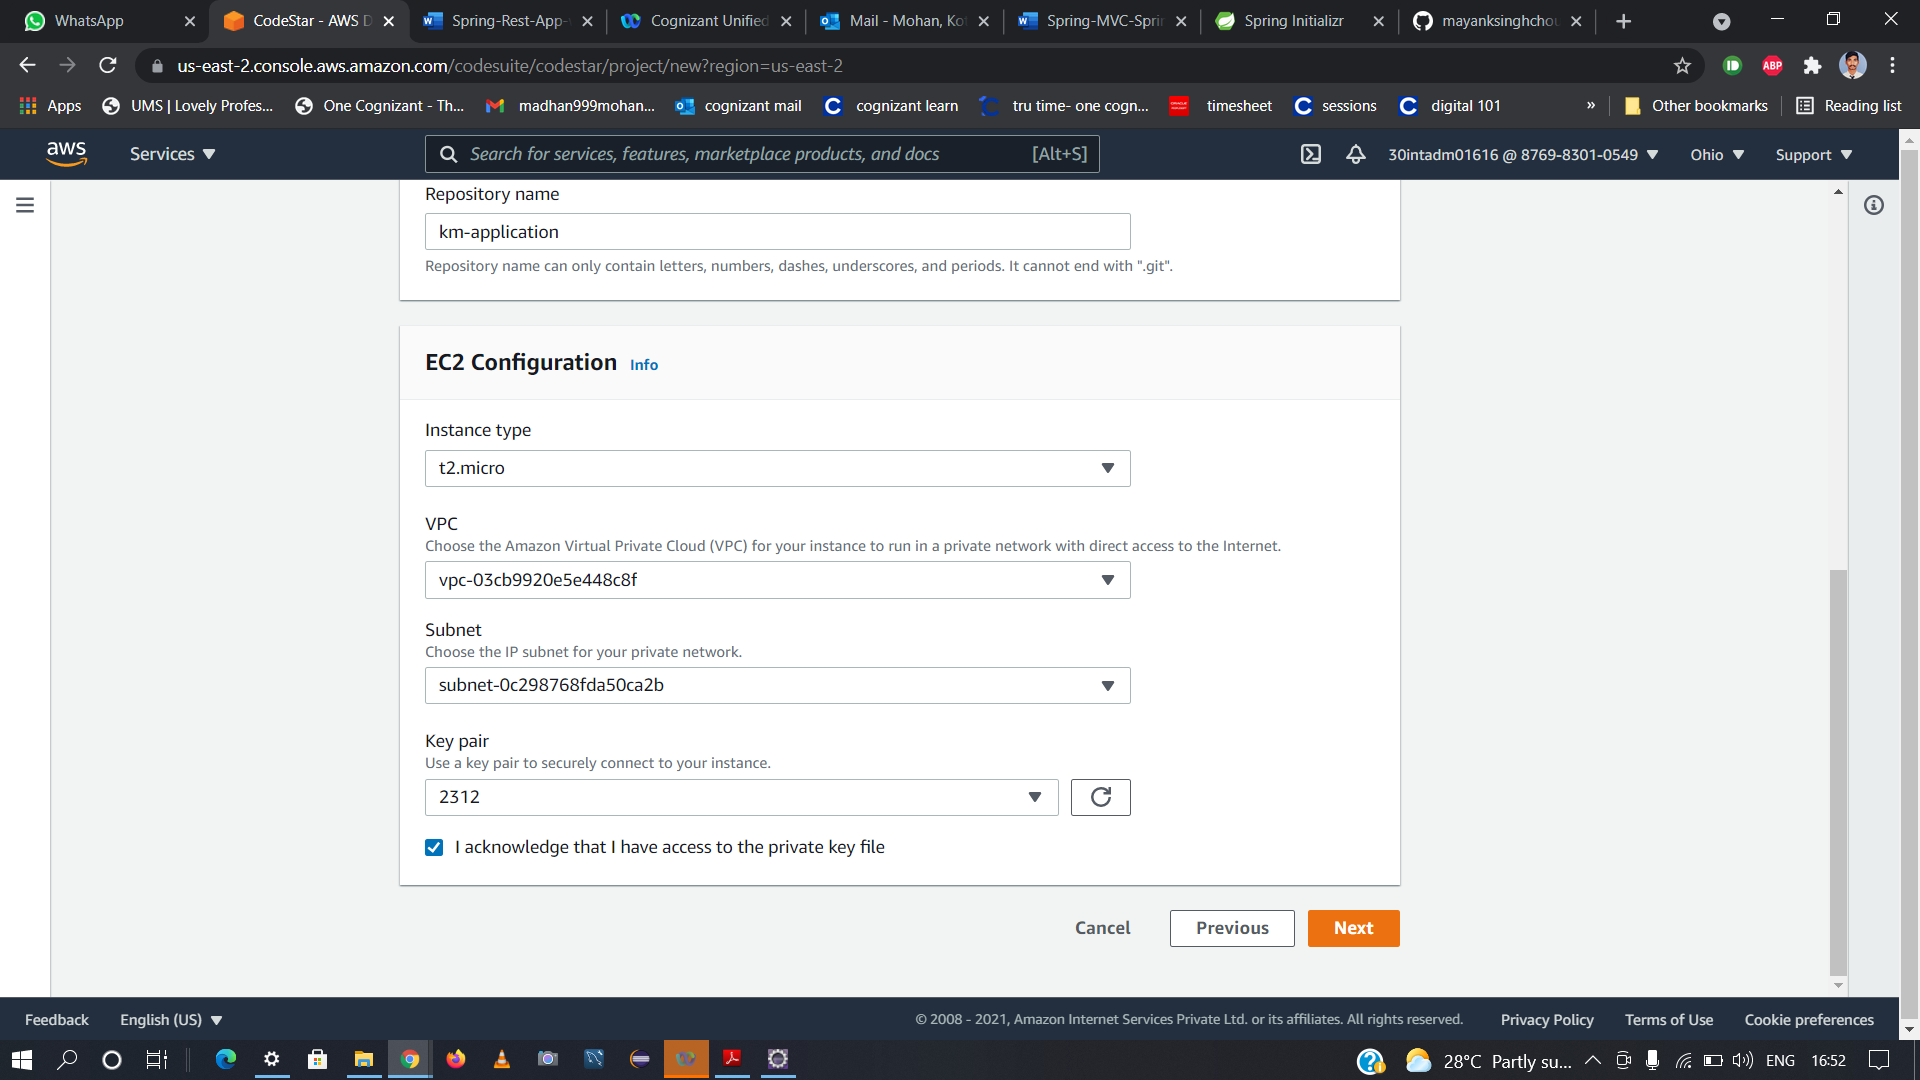 WhatsApp
CodeStar - AWS D
Spring-Rest-App-
Cognizant Unified
Mail - Mohan, Kot
Spring-MVC-Sprin
Spring Initializr
mayanksinghchou
us-east-2.console.aws.amazon.com/codesuite/codestar/project/new?region=us-east-2
ABP
Apps
UMS | Lovely Profes...
One Cognizant - Th...
madhan999mohan...
cognizant mail
cognizant learn
tru time- one cogn...
timesheet
sessions
digital 101
»
Other bookmarks
Reading list
aws
Services
Search for services, features, marketplace products, and docs
[Alt+S]
30intadm01616 @ 8769-8301-0549
Ohio
Support
Repository name
km-application
Repository name can only contain letters, numbers, dashes, underscores, and periods. It cannot end with ".git".
EC2 Configuration Info
Instance type
t2.micro
VPC
Choose the Amazon Virtual Private Cloud (VPC) for your instance to run in a private network with direct access to the Internet.
vpc-03cb9920e5e448c8f
Subnet
Choose the IP subnet for your private network.
subnet-0c298768fda50ca2b
Key pair
Use a key pair to securely connect to your instance.
2312
I acknowledge that I have access to the private key file
Cancel
Previous
Next
Feedback
English (US)
© 2008 - 2021, Amazon Internet Services Private Ltd. or its affiliates. All rights reserved.
Privacy Policy
Terms of Use
Cookie preferences
28°C Partly su...
ENG
16:52